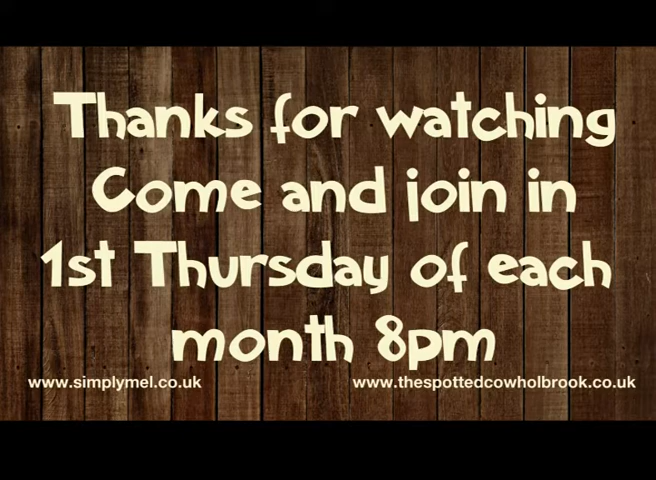 Thanks for watching
Come and join in
1st Thursday of each
month 8pm
www.simplymel.co.uk
www.thespottedcowholbrook.co.uk